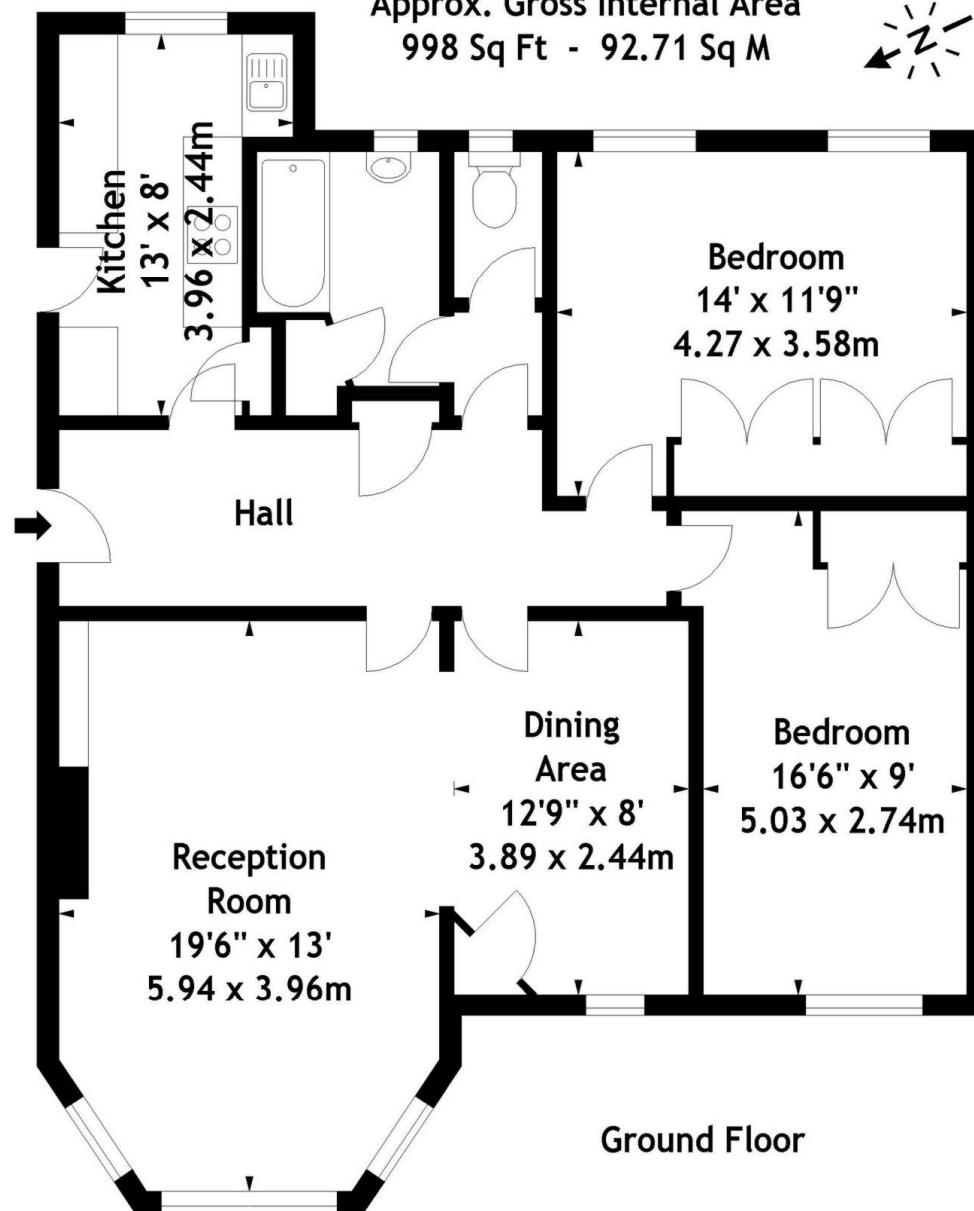 Approx. Gross Internal Area
998 Sq Ft - 92.71 Sq M
N
Kitchen
13' x 8'
3.96 x 2.44m
Bedroom
14' x 11'9"
4.27 x 3.58m
Hall
Dining
Area
12'9" x 8'
3.89 x 2.44m
Bedroom
16'6" x 9'
5.03 x 2.74m
Reception
Room
19'6" x 13'
5.94 x 3.96m
Ground Floor